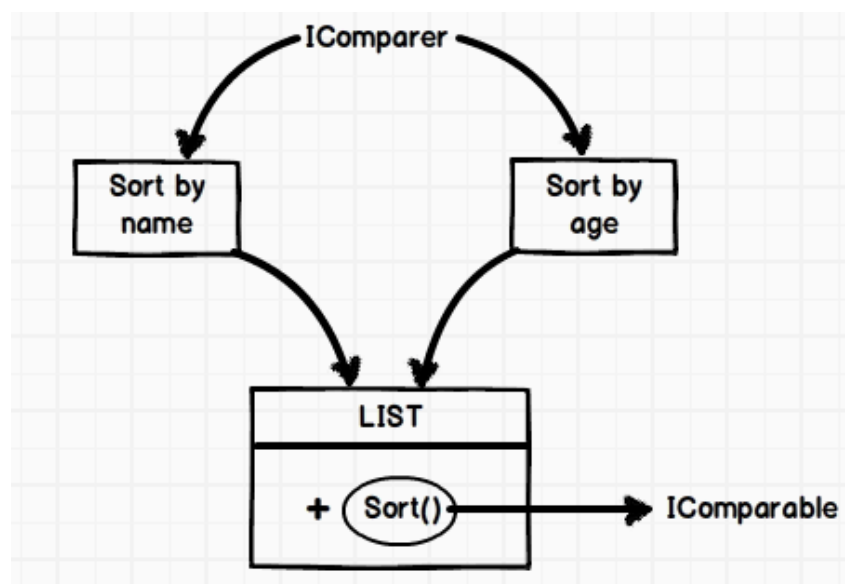 IComparer
Sort by
name
Sort by
age
LIST
+ Sort()
IComparable